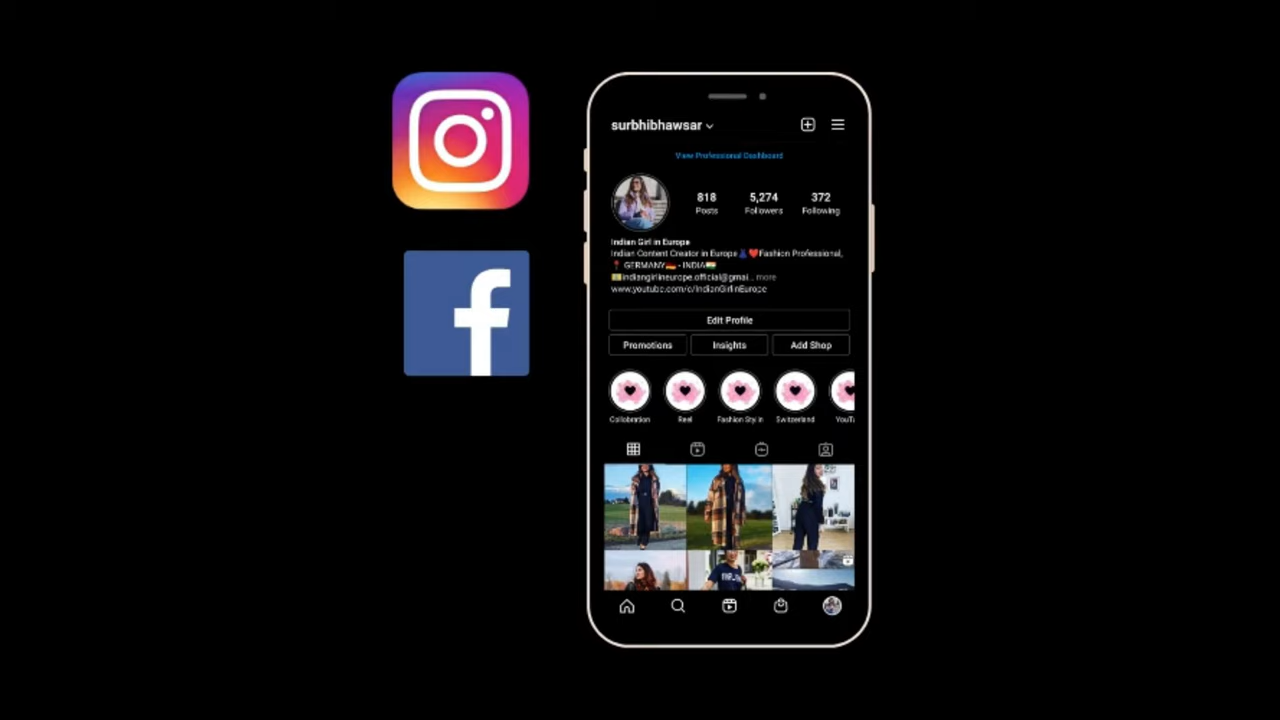 surbhibhawsar
View Professional Dashboard
818 5,274 372
Posts Followers Following
Indian Girl in Europe
Indian Content Creator in Europe👗❤️Fashion Professional,
📍 GERMANY🇩🇪 - INDIA🇮🇳
💌indiangirlineurope.official@gmai... more
www.youtube.com/c/IndianGirlinEurope
Edit Profile
Promotions Insights Add Shop
Collobration Reel Fashion Styl in Switzerland YouTu